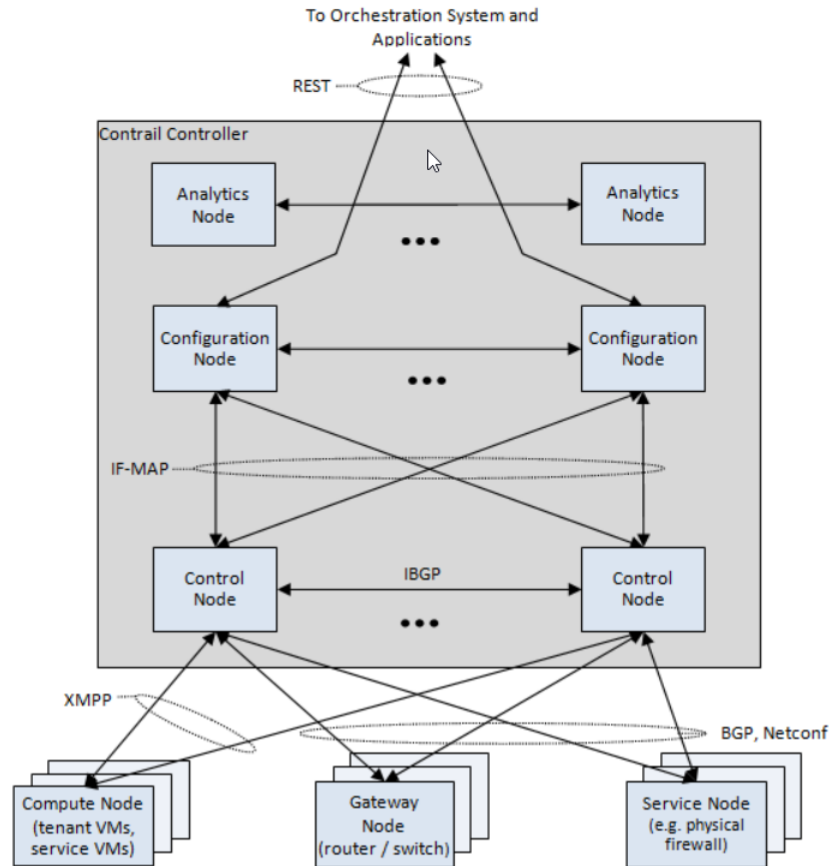 To Orchestration System and
Applications
REST
Contrail Controller
Analytics
Node
Analytics
Node
Configuration
Node
Configuration
Node
IF-MAP
Control
Node
IBGP
Control
Node
XMPP
BGP, Netconf
Compute Node
(tenant VMs,
service VMs)
Gateway
Node
(router / switch)
Service Node
(e.g. physical
firewall)